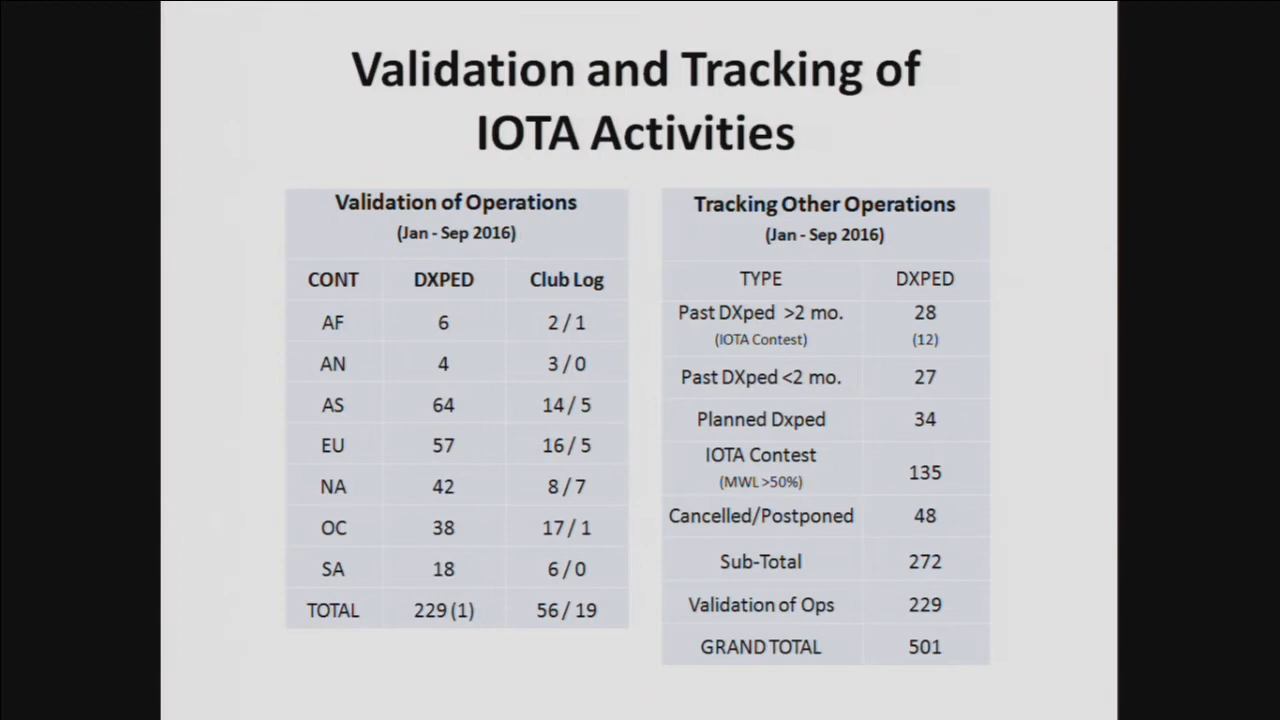 Validation and Tracking of
IOTA Activities
Validation of Operations
(Jan - Sep 2016)
CONT DXPED Club Log
AF 6 2 / 1
AN 4 3 / 0
AS 64 14 / 5
EU 57 16 / 5
NA 42 8 / 7
OC 38 17 / 1
SA 18 6 / 0
TOTAL 229 (1) 56 / 19
Tracking Other Operations
(Jan - Sep 2016)
TYPE DXPED
Past DXped >2 mo. 28
(IOTA Contest) (12)
Past DXped <2 mo. 27
Planned Dxped 34
IOTA Contest
(MWL >50%) 135
Cancelled/Postponed 48
Sub-Total 272
Validation of Ops 229
GRAND TOTAL 501